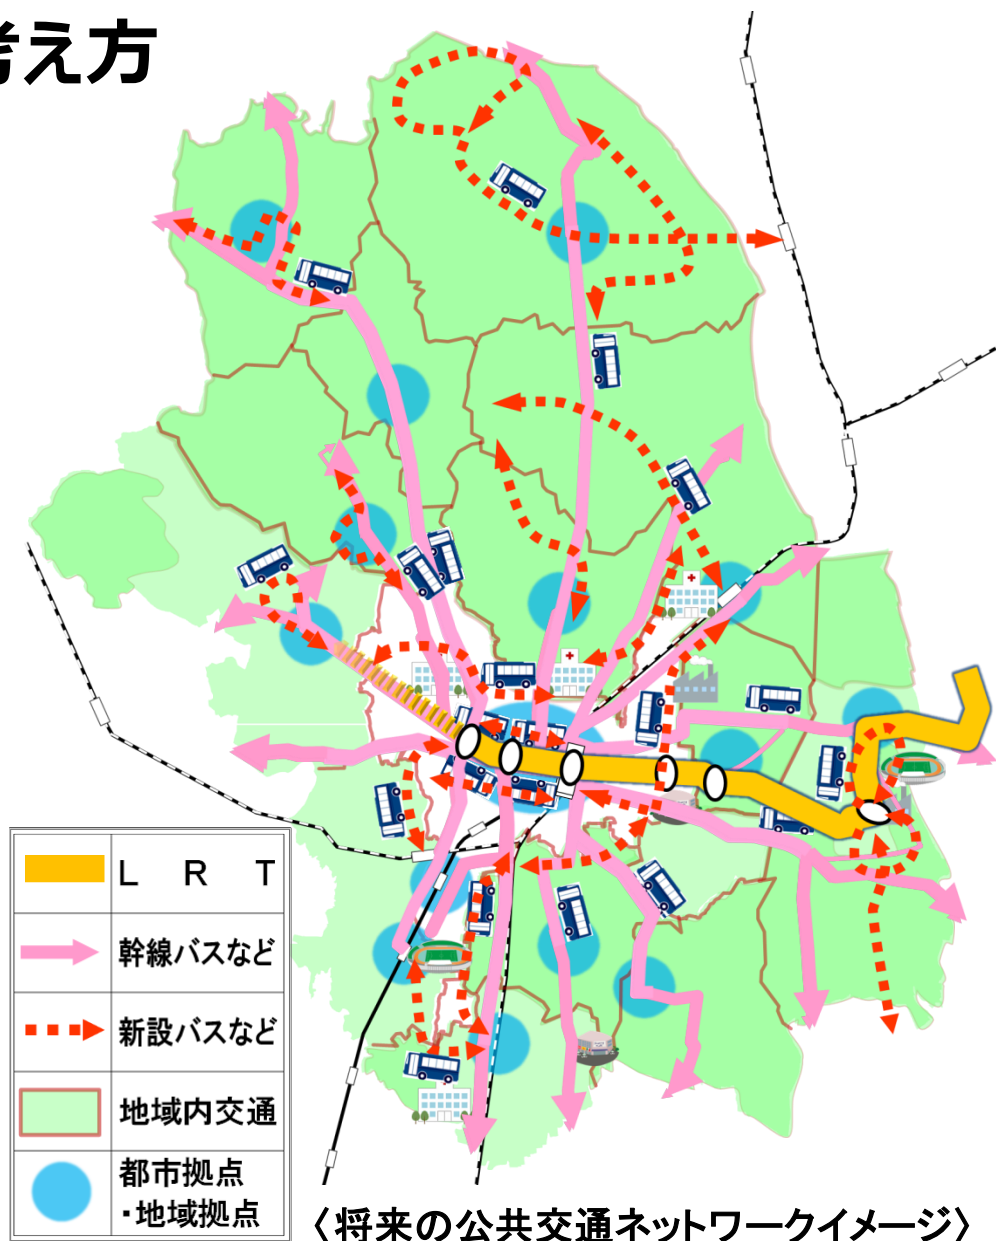 考え方
L R T
幹線バスなど
新設バスなど
地域内交通
都市拠点
・地域拠点
〈将来の公共交通ネットワークイメージ〉